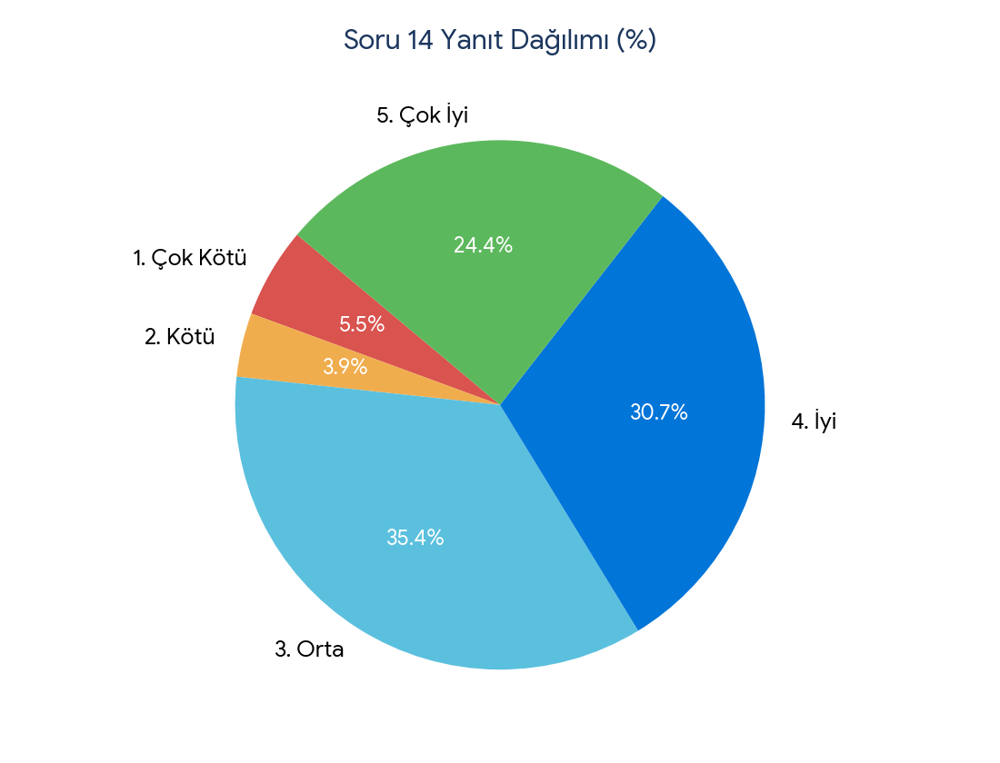 Soru 14 Yanıt Dağılımı (%)
5. Çok İyi
24.4%
1. Çok Kötü
5.5%
2. Kötü
3.9%
30.7%
4. İyi
35.4%
3. Orta